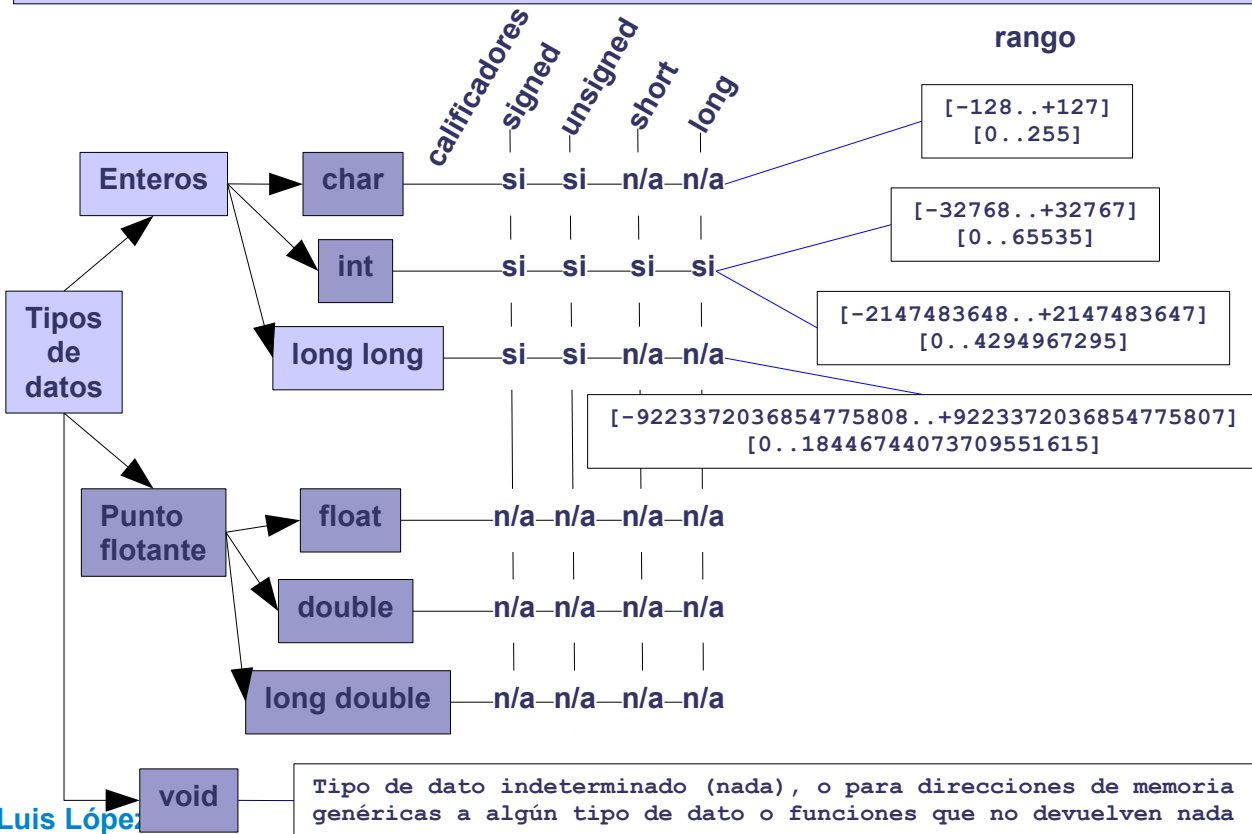 calificadores
signed
unsigned
short
long
rango
[-128..+127]
[0..255]
Enteros
char
si si n/a n/a
[-32768..+32767]
[0..65535]
int
si si si si
Tipos
de
datos
[-2147483648..+2147483647]
[0..4294967295]
long long
si si n/a n/a
[-9223372036854775808..+9223372036854775807]
[0..18446744073709551615]
Punto
flotante
float
n/a n/a n/a n/a
double
n/a n/a n/a n/a
long double
n/a n/a n/a n/a
void
Tipo de dato indeterminado (nada), o para direcciones de memoria
genéricas a algún tipo de dato o funciones que no devuelven nada
Luis López